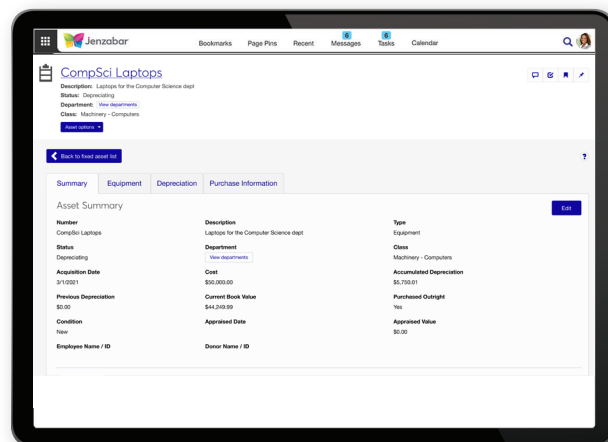 Jenzabar
Bookmarks Page Pins Recent Messages 6 Tasks 6 Calendar
CompSci Laptops
Description: Laptops for the Computer Science dept
Status: Depreciating
Department: View departments
Class: Machinery - Computers
Asset options
Back to fixed asset list
?
Summary Equipment Depreciation Purchase Information
Asset Summary
Edit
Number Description Type
CompSci Laptops Laptops for the Computer Science dept Equipment
Status Department Class
Depreciating View departments Machinery - Computers
Acquisition Date Cost Accumulated Depreciation
3/1/2021 $50,000.00 $5,750.01
Previous Depreciation Current Book Value Purchased Outright
$0.00 $44,249.99 Yes
Condition Appraised Date Appraised Value
New $0.00
Employee Name / ID Donor Name / ID